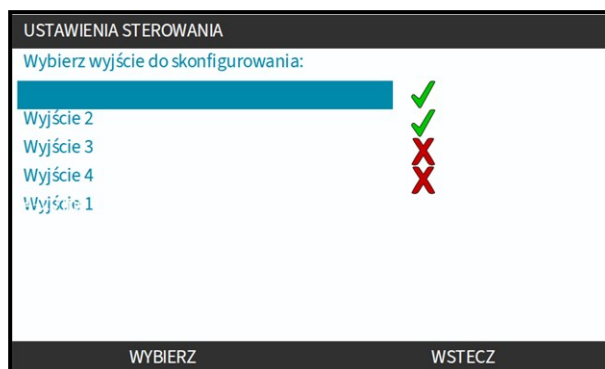 USTAWIENIA STEROWANIA
Wybierz wyjście do skonfigurowania:
Wyjście 2
Wyjście 3
Wyjście 4
Wyjście 1
WYBIERZ WSTECZ